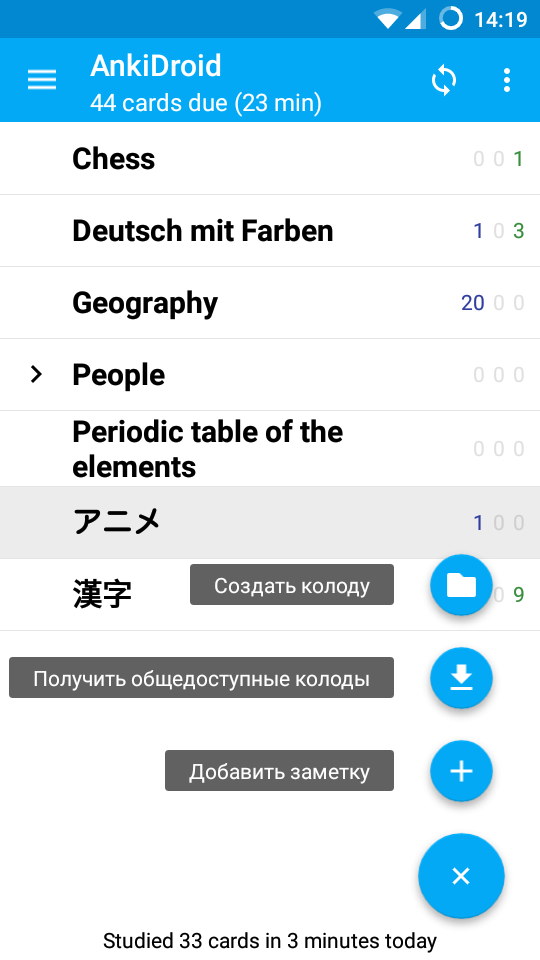 14:19
AnkiDroid
44 cards due (23 min)
Chess 0 0 1
Deutsch mit Farben 1 0 3
Geography 20 0 0
People 0 0 0
Periodic table of the
elements 0 0 0
アニメ 1 0 0
漢字 0 9
Создать колоду
Получить общедоступные колоды
Добавить заметку
Studied 33 cards in 3 minutes today